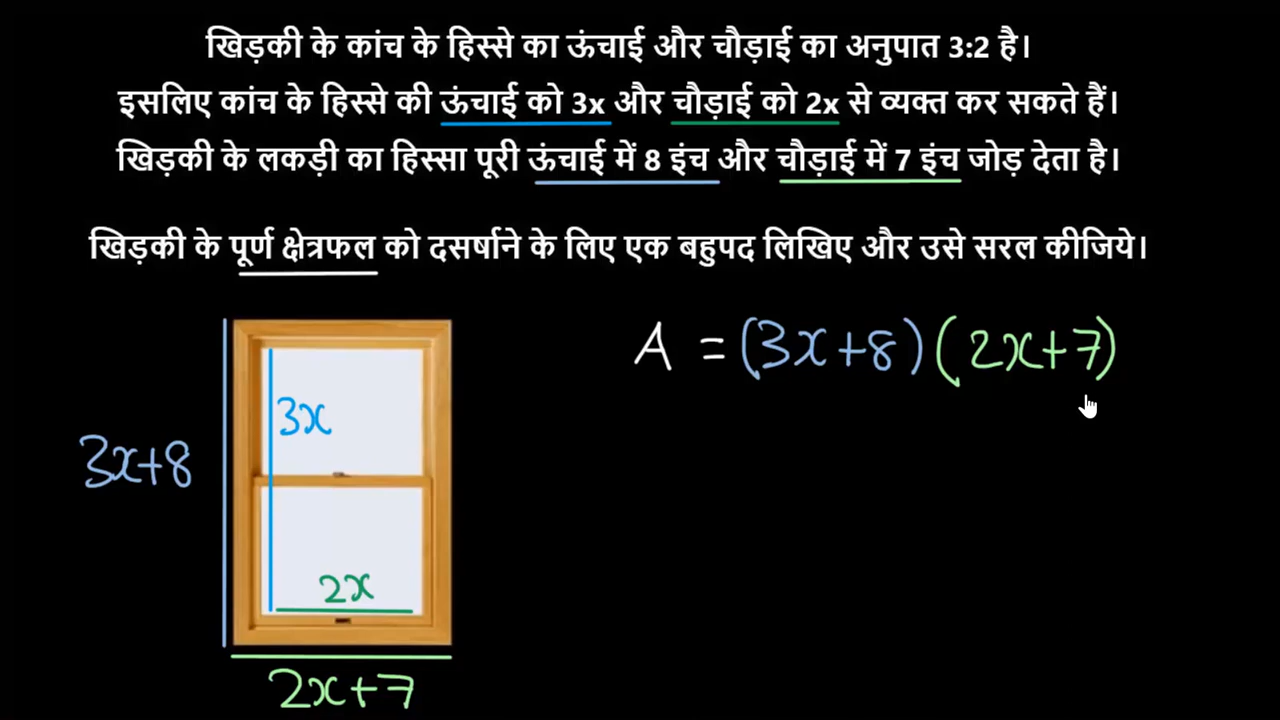 खिड़की के कांच के हिस्से का ऊंचाई और चौड़ाई का अनुपात 3:2 है।
इसलिए कांच के हिस्से की ऊंचाई को 3x और चौड़ाई को 2x से व्यक्त कर सकते हैं।
खिड़की के लकड़ी का हिस्सा पूरी ऊंचाई में 8 इंच और चौड़ाई में 7 इंच जोड़ देता है।
खिड़की के पूर्ण क्षेत्रफल को दसर्षाने के लिए एक बहुपद लिखिए और उसे सरल कीजिये।
A = (3x+8)(2x+7)
3x
3x+8
2x
2x+7